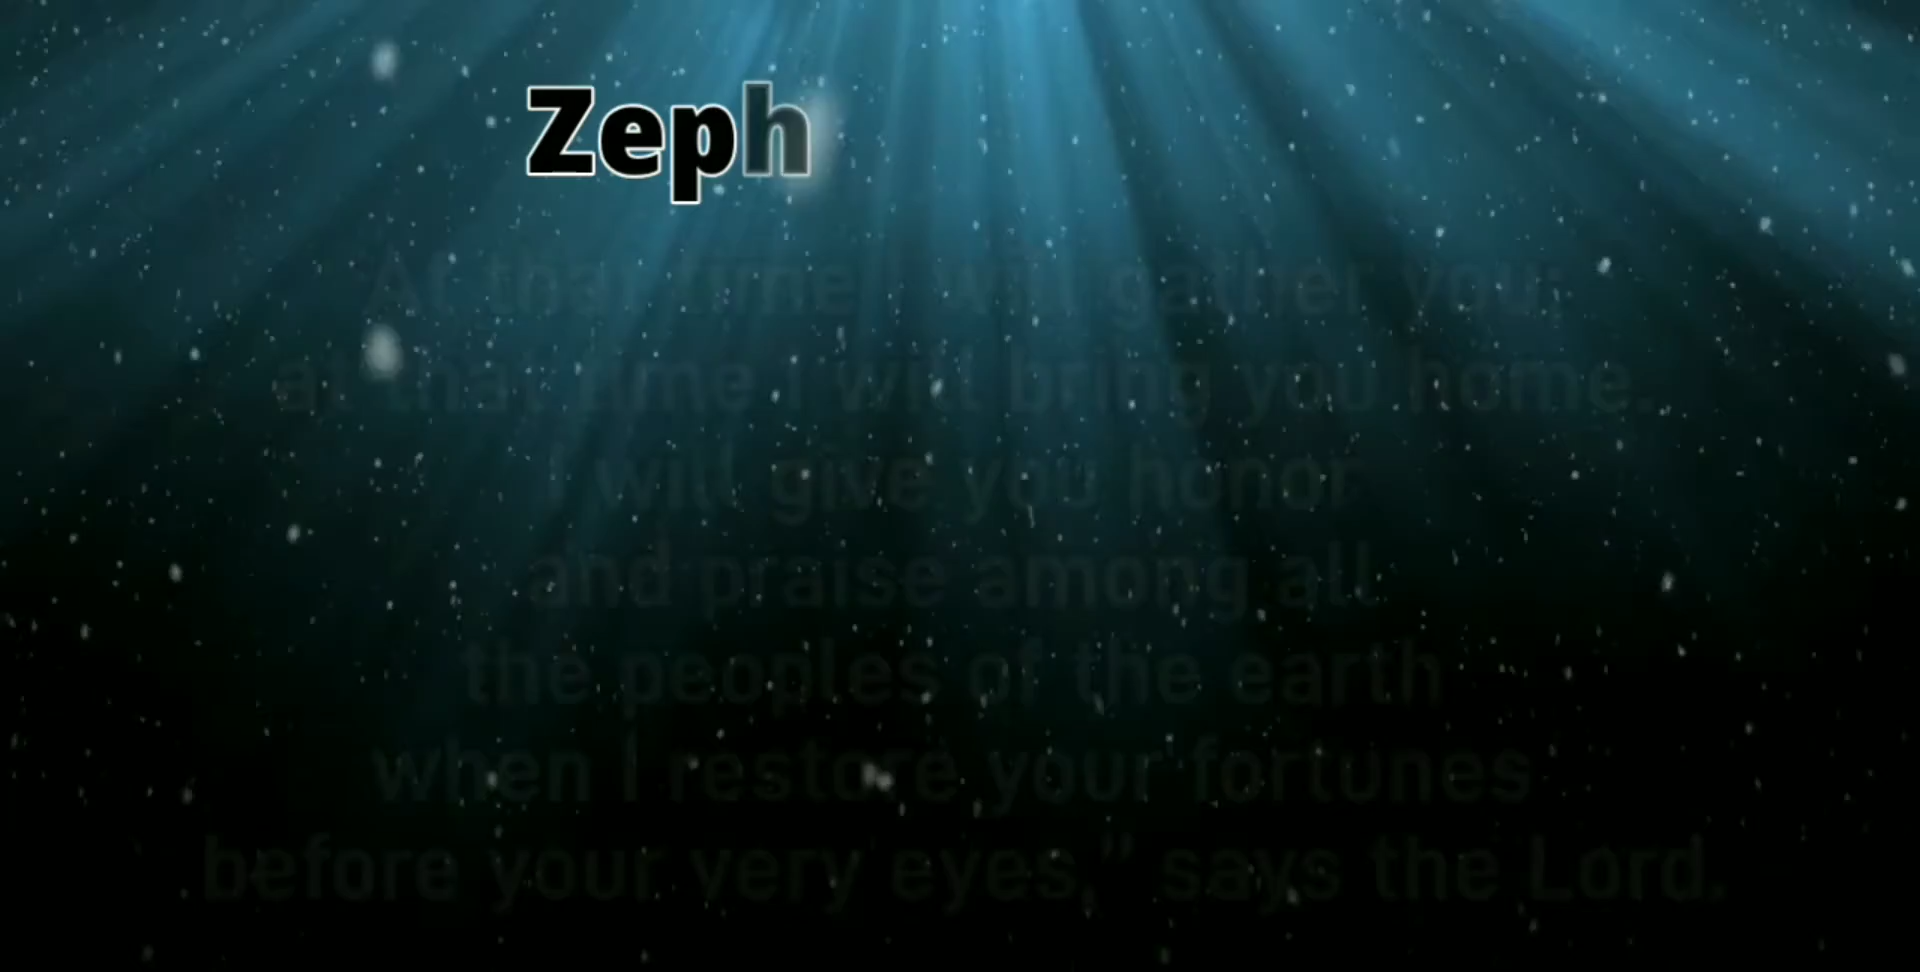 Zeph
At that time I will gather you;
at that time I will bring you home.
I will give you honor
and praise among all
the peoples of the earth
when I restore your fortunes
before your very eyes,” says the Lord.